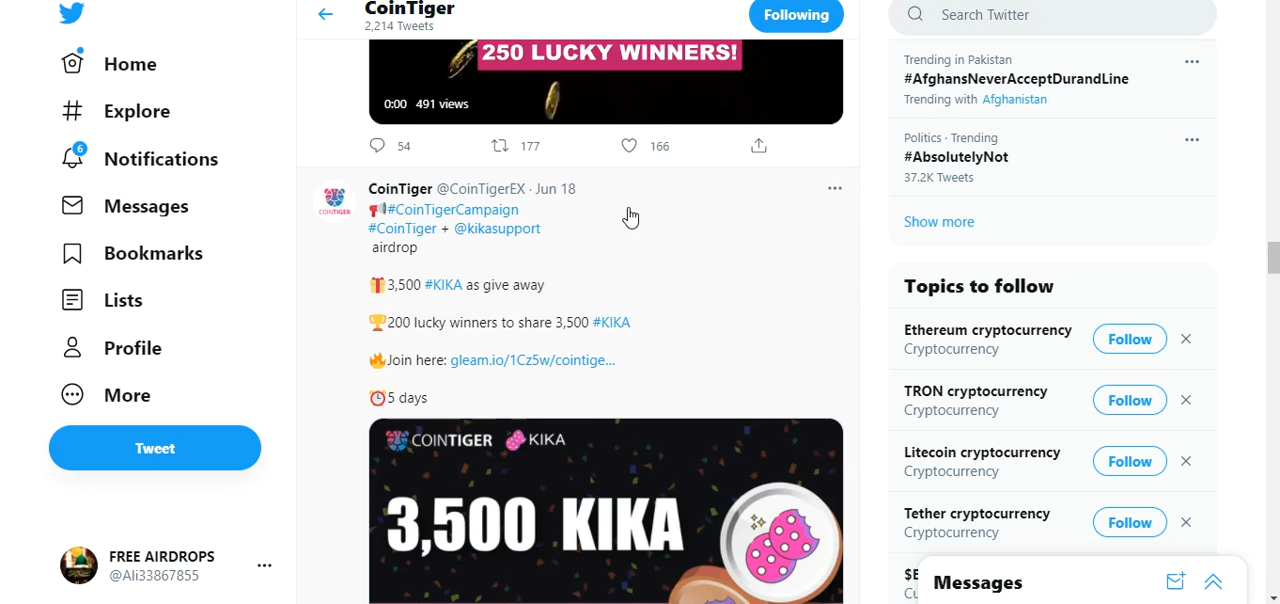 Home
Explore
6
Notifications
Messages
Bookmarks
Lists
Profile
More
Tweet
FREE AIRDROPS
@Ali33867855
CoinTiger
2,214 Tweets
Following
250 LUCKY WINNERS!
0:00 491 views
54 177 166
CoinTiger @CoinTigerEX · Jun 18
📢#CoinTigerCampaign
#CoinTiger + @kikasupport
airdrop
🎁3,500 #KIKA as give away
🏆200 lucky winners to share 3,500 #KIKA
🔥Join here: gleam.io/1Cz5w/cointige...
⏰5 days
COINTIGER KIKA
3,500 KIKA
Search Twitter
Trending in Pakistan
#AfghansNeverAcceptDurandLine
Trending with Afghanistan
Politics · Trending
#AbsolutelyNot
37.2K Tweets
Show more
Topics to follow
Ethereum cryptocurrency
Cryptocurrency
Follow
TRON cryptocurrency
Cryptocurrency
Follow
Litecoin cryptocurrency
Cryptocurrency
Follow
Tether cryptocurrency
Cryptocurrency
Follow
Messages